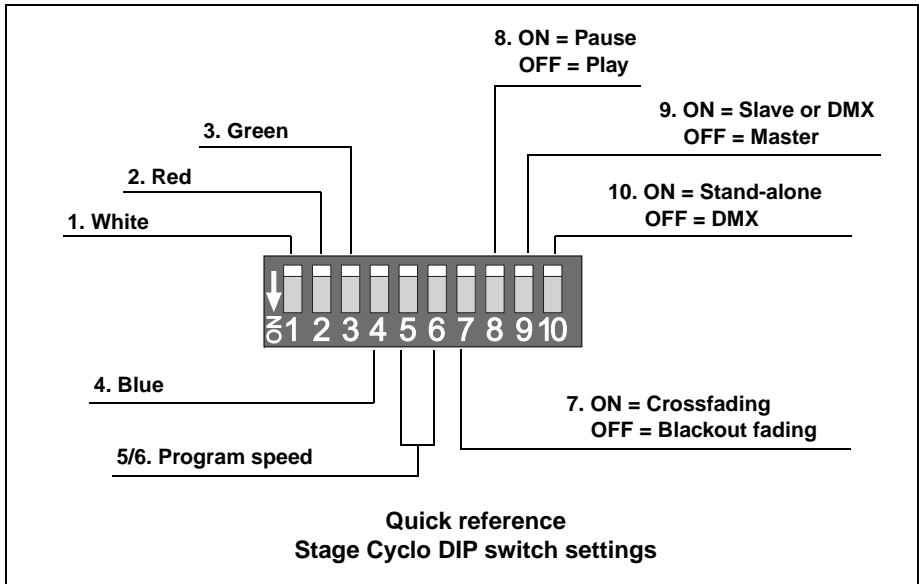 8. ON = Pause
OFF = Play
9. ON = Slave or DMX
OFF = Master
3. Green
2. Red
10. ON = Stand-alone
OFF = DMX
1. White
ON
1 2 3 4 5 6 7 8 9 10
4. Blue
7. ON = Crossfading
OFF = Blackout fading
5/6. Program speed
Quick reference
Stage Cyclo DIP switch settings